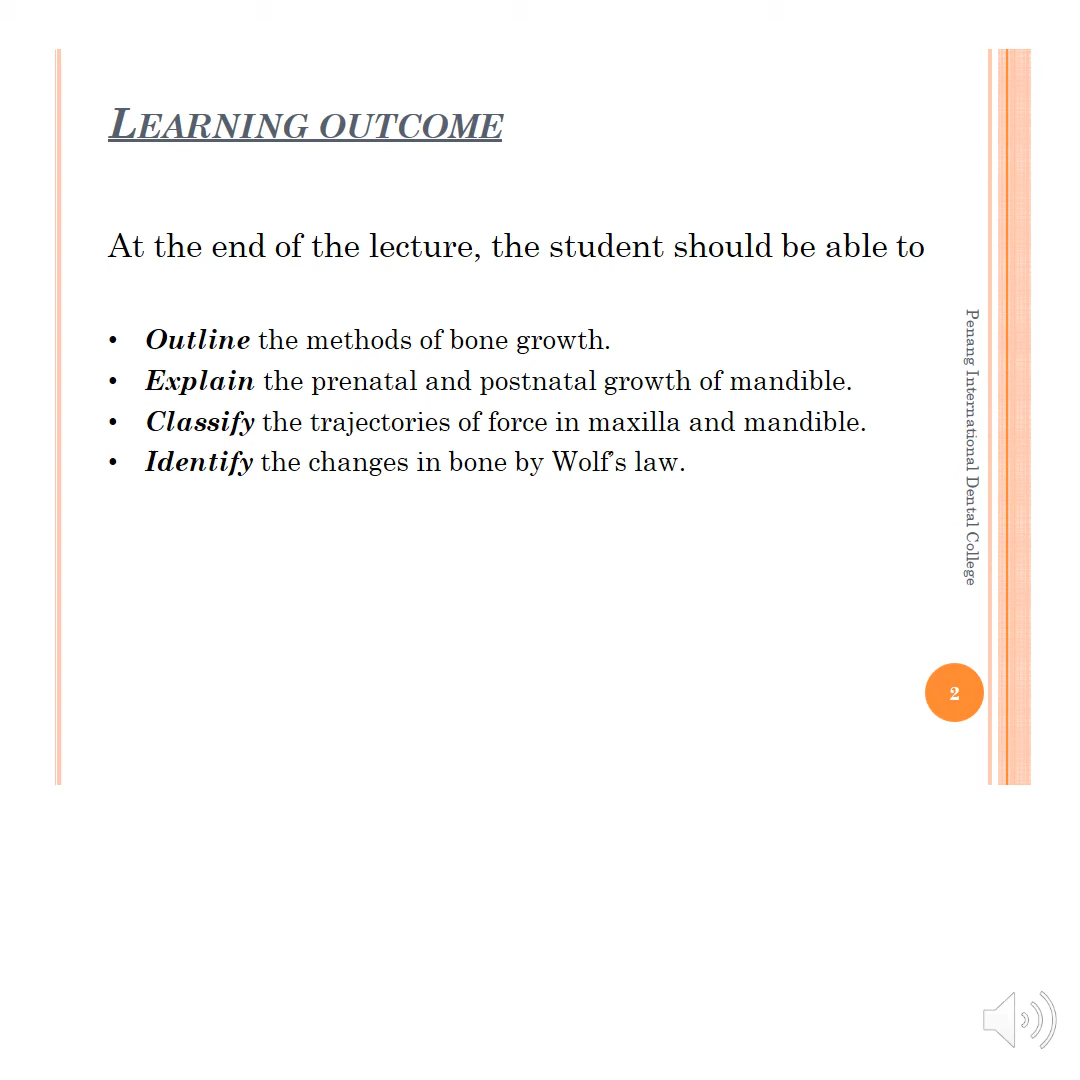 LEARNING OUTCOME
At the end of the lecture, the student should be able to
• Outline the methods of bone growth.
• Explain the prenatal and postnatal growth of mandible.
• Classify the trajectories of force in maxilla and mandible.
• Identify the changes in bone by Wolf's law.
Penang International Dental College
2